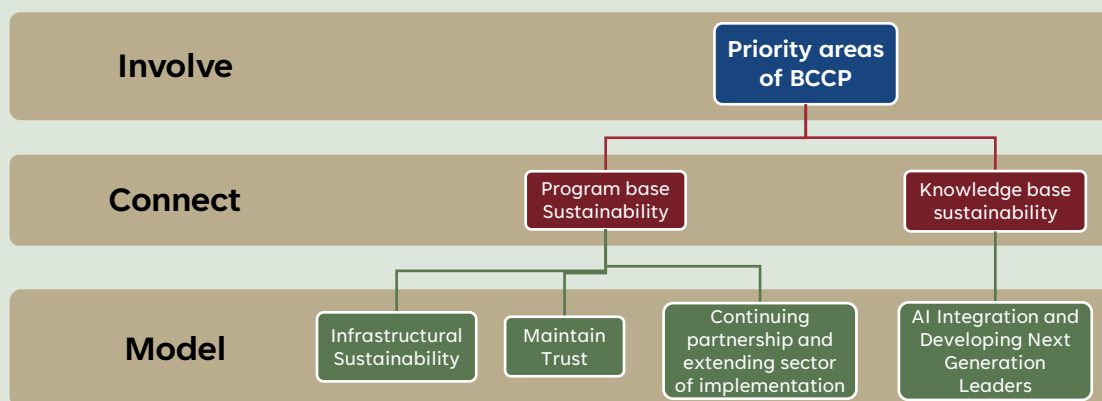 Involve
Priority areas
of BCCP
Connect
Program base
Sustainability
Knowledge base
sustainability
Model
Infrastructural
Sustainability
Maintain
Trust
Continuing
partnership and
extending sector
of implementation
AI Integration and
Developing Next
Generation
Leaders